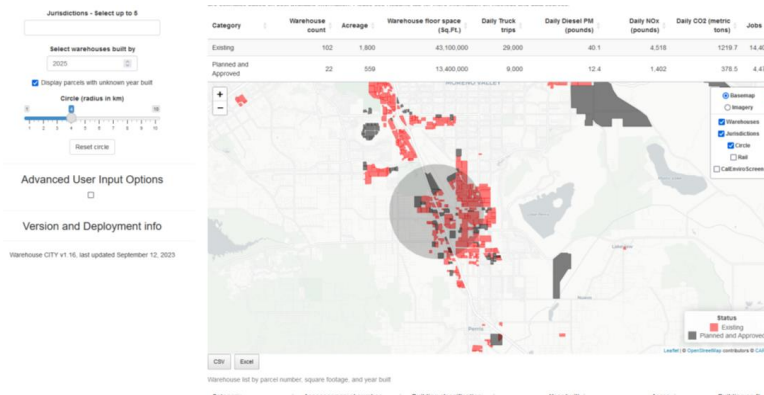 Jurisdictions - Select up to 5
Select warehouses built by
2025
Display parcels with unknown year built
Circle (radius in km)
1 4 10
1 2 3 4 5 6 7 8 9 10
Reset circle
Advanced User Input Options
Version and Deployment info
Warehouse CITY v1.16, last updated September 12, 2023
Category Warehouse count Acreage Warehouse floor space (Sq.Ft.) Daily Truck trips Daily Diesel PM (pounds) Daily NOx (pounds) Daily CO2 (metric tons) Jobs
Existing 102 1,800 43,100,000 29,000 40.1 4,518 1219.7
Planned and Approved 22 559 13,400,000 9,000 12.4 1,402 378.5
+
−
MORENO VALLEY
Perris
Basemap
Imagery
Warehouses
Jurisdictions
Circle
Rail
CalEnviroScreen
Status
Existing
Planned and Approved
Leaflet | © OpenStreetMap contributors ©
CSV Excel
Warehouse list by parcel number, square footage, and year built